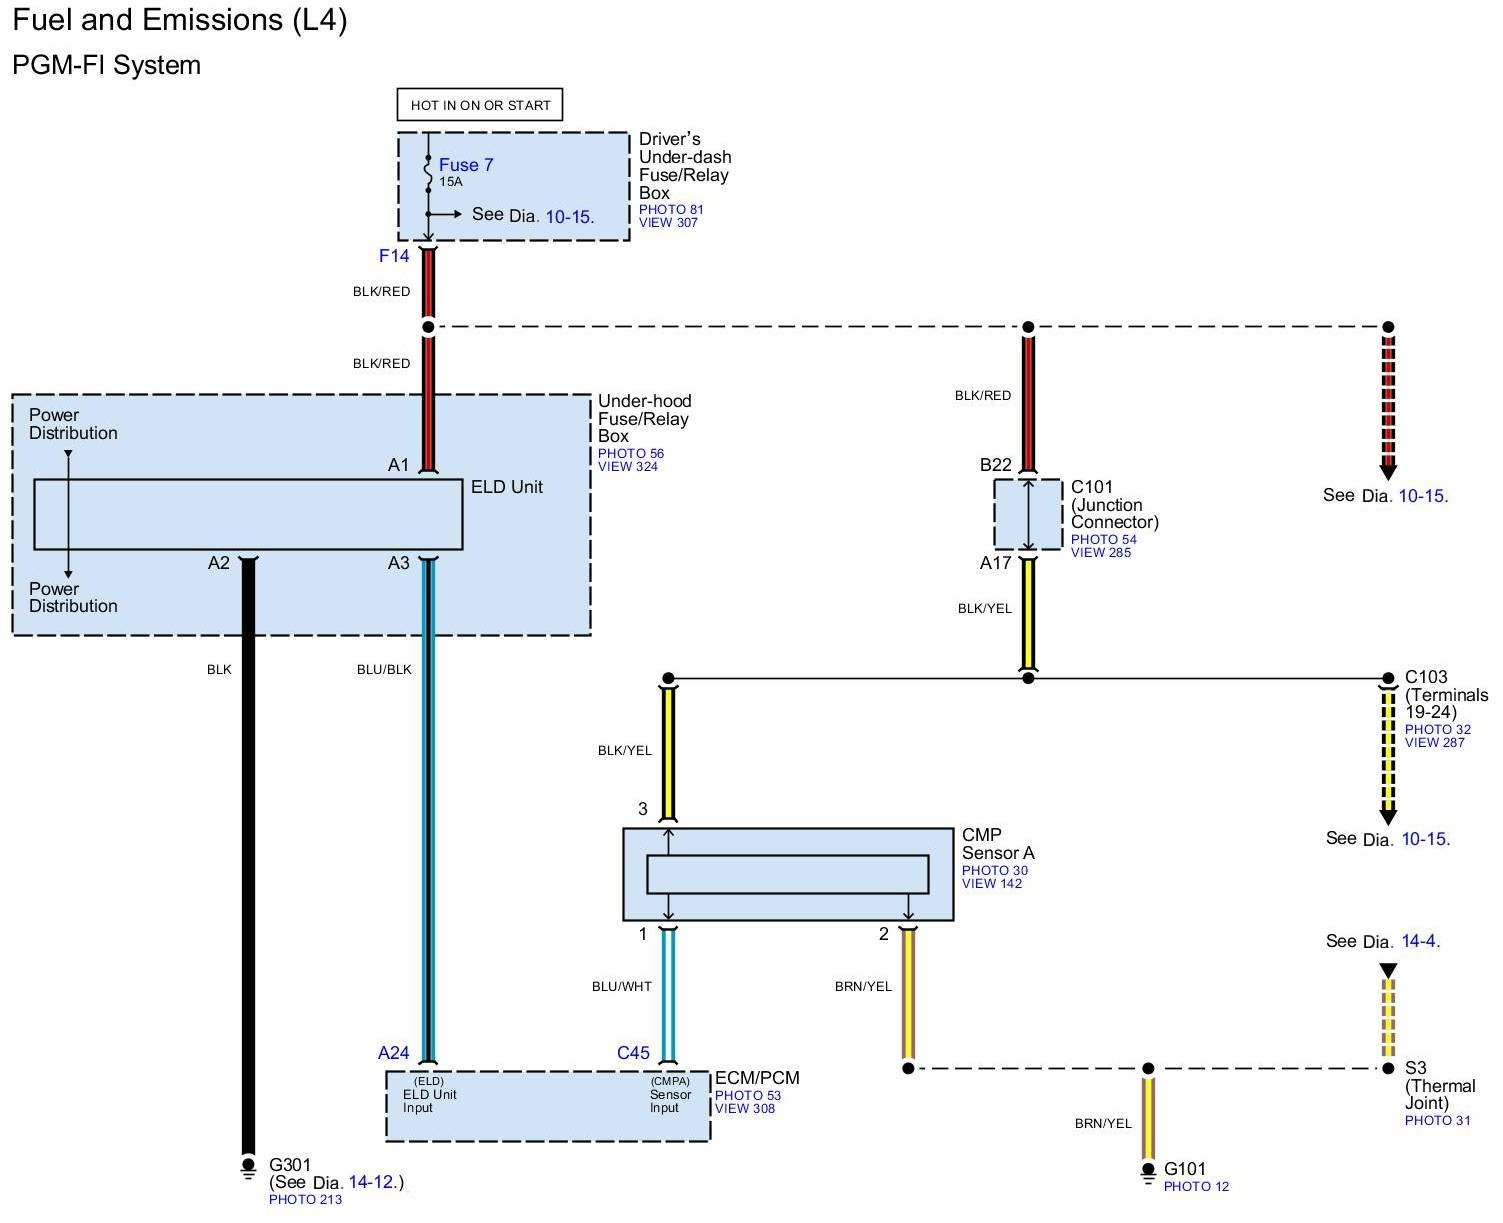 Fuel and Emissions (L4)
PGM-FI System
HOT IN ON OR START
Fuse 7
15A
See Dia. 10-15.
Driver's
Under-dash
Fuse/Relay
Box
PHOTO 81
VIEW 307
F14
BLK/RED
BLK/RED
Power
Distribution
A1
Under-hood
Fuse/Relay
Box
PHOTO 56
VIEW 324
ELD Unit
A2
A3
Power
Distribution
BLK/RED
B22
C101
(Junction
Connector)
PHOTO 54
VIEW 285
A17
BLK/YEL
See Dia. 10-15.
BLK
BLU/BLK
C103
(Terminals
19-24)
PHOTO 32
VIEW 287
BLK/YEL
3
CMP
Sensor A
PHOTO 30
VIEW 142
See Dia. 10-15.
1
2
BLU/WHT
BRN/YEL
See Dia. 14-4.
A24
C45
(ELD)
ELD Unit
Input
(CMPA)
Sensor
Input
ECM/PCM
PHOTO 53
VIEW 308
S3
(Thermal
Joint)
PHOTO 31
BRN/YEL
G301
(See Dia. 14-12.)
PHOTO 213
G101
PHOTO 12